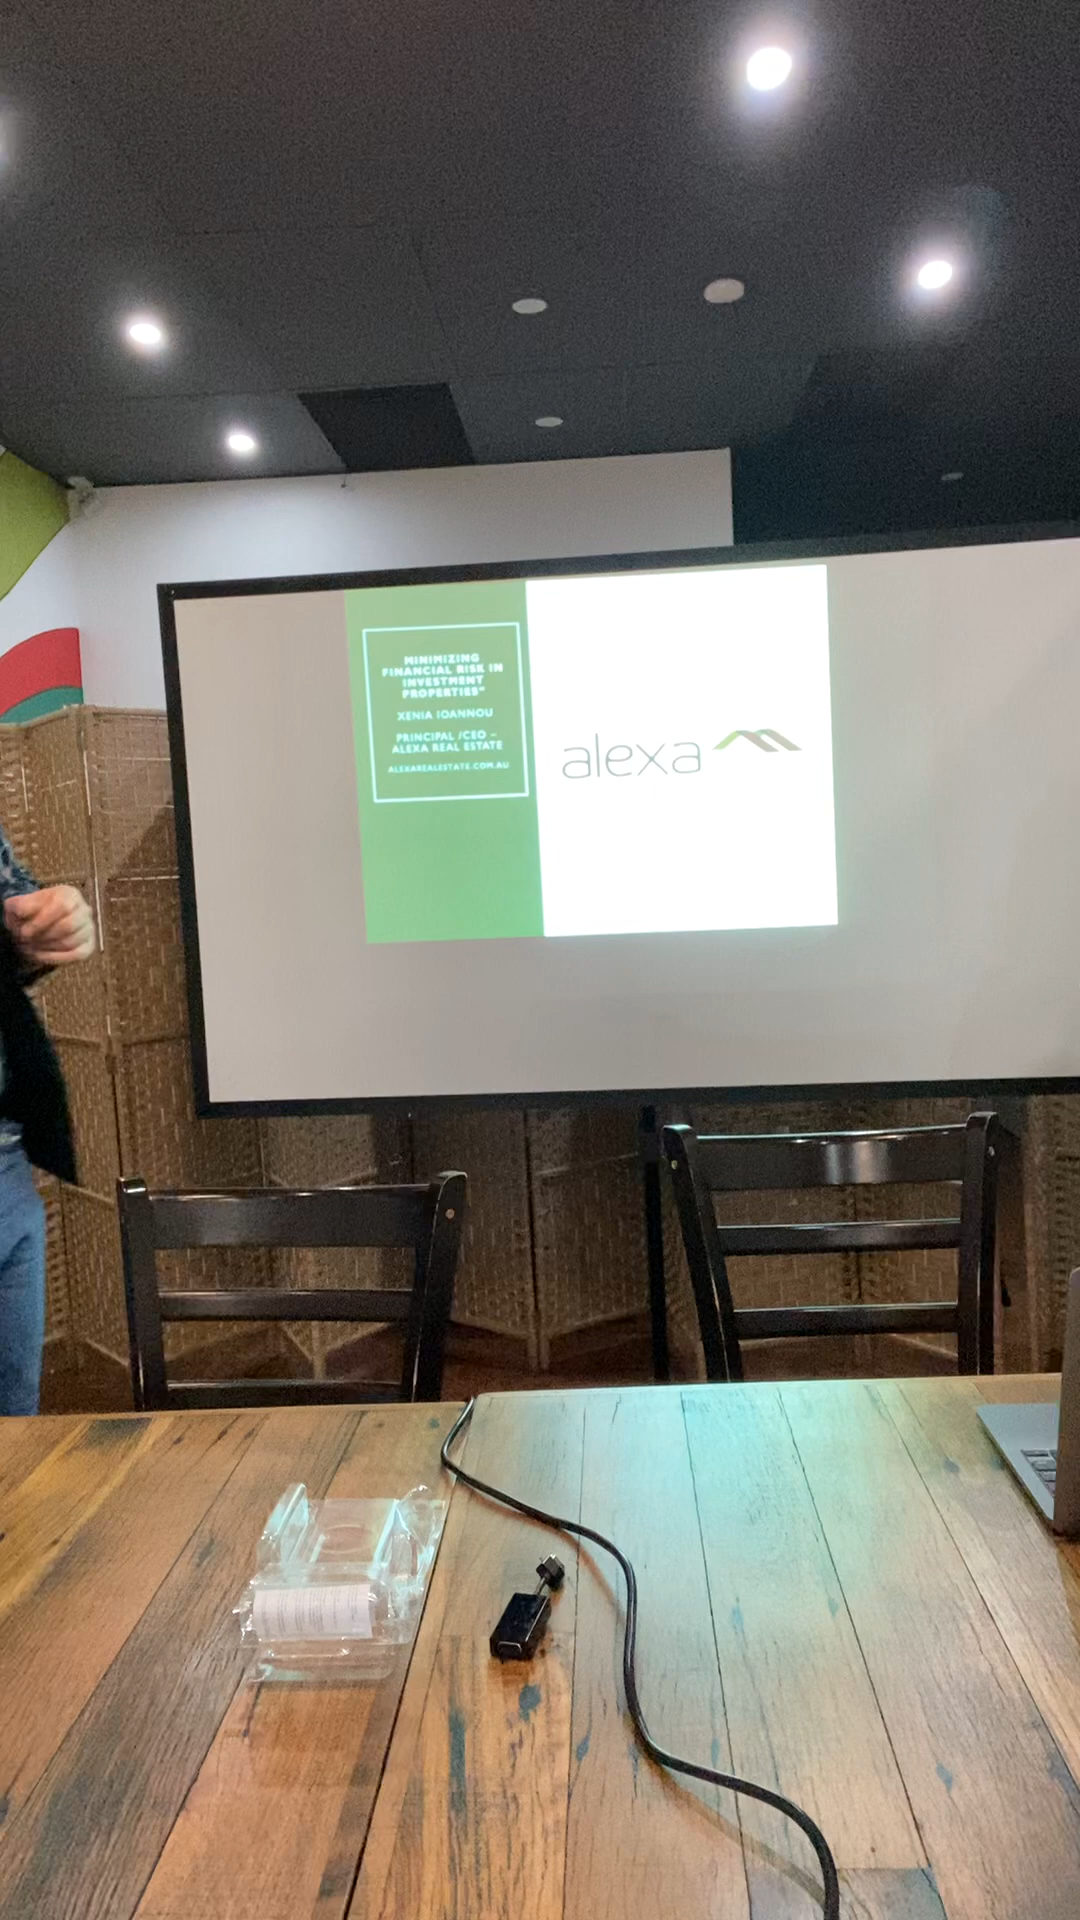 MINIMIZING
FINANCIAL RISK IN
INVESTMENT
PROPERTIES"
XENIA IOANNOU
PRINCIPAL /CEO –
ALEXA REAL ESTATE
ALEXAREALESTATE.COM.AU
alexa